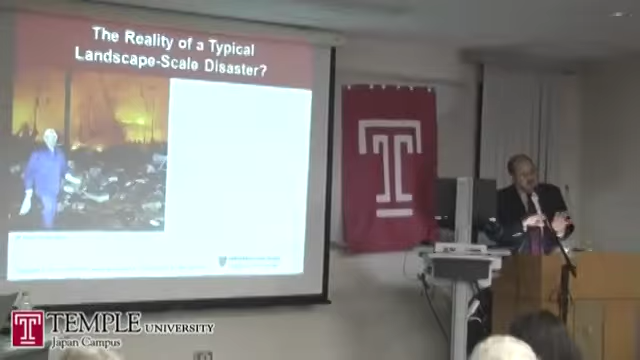 The Reality of a Typical
Landscape-Scale Disaster?
T
T TEMPLE UNIVERSITY
Japan Campus